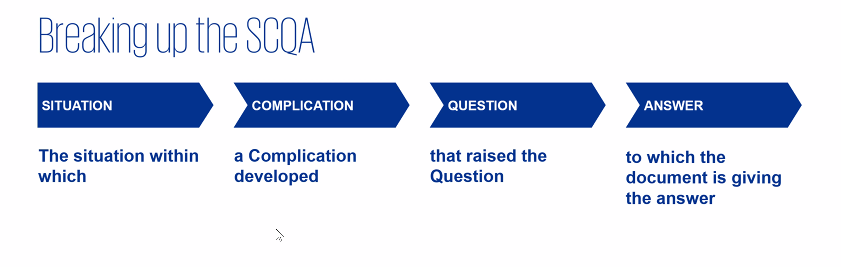 Breaking up the SCQA
SITUATION
COMPLICATION
QUESTION
ANSWER
The situation within
which
a Complication
developed
that raised the
Question
to which the
document is giving
the answer